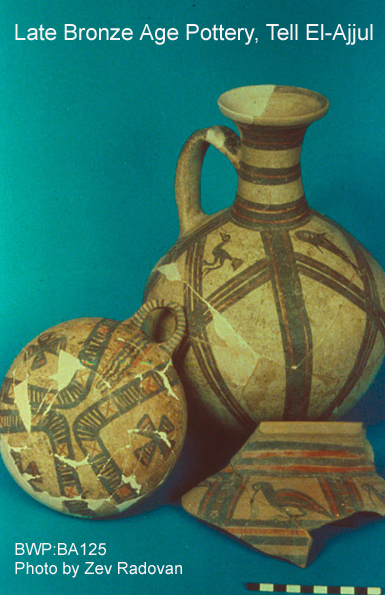 Late Bronze Age Pottery, Tell El-Ajjul
BWP:BA125
Photo by Zev Radovan